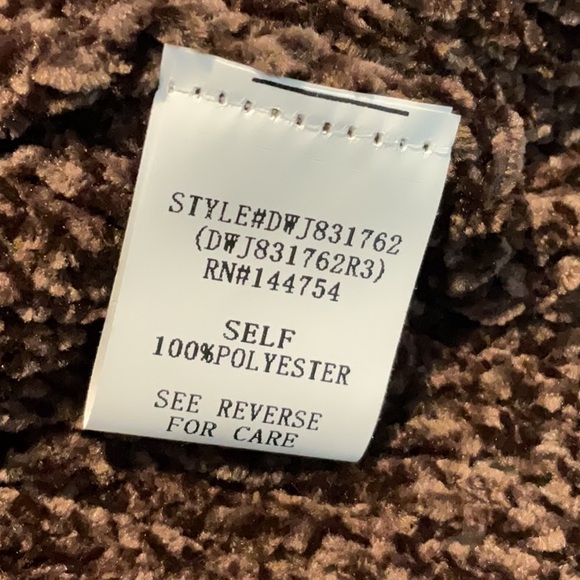 STYLE#DWJ831762
(DWJ831762R3)
RN#144754
SELF
100%POLYESTER
SEE REVERSE
FOR CARE